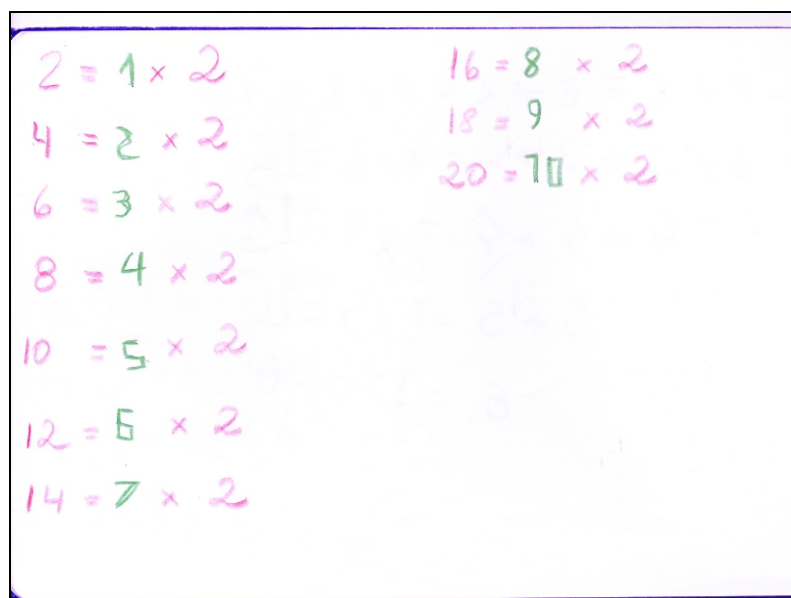 2 = 1 × 2
4 = 2 × 2
6 = 3 × 2
8 = 4 × 2
10 = 5 × 2
12 = 6 × 2
14 = 7 × 2
16 = 8 × 2
18 = 9 × 2
20 = 10 × 2